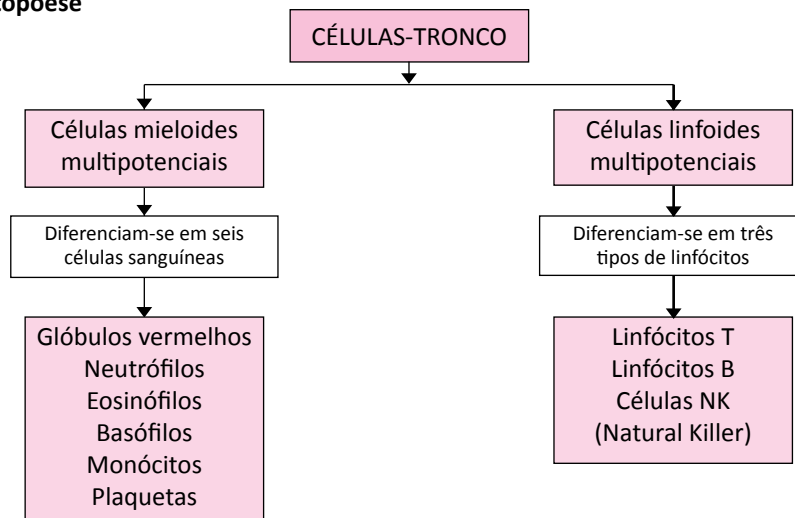 CÉLULAS-TRONCO
Células mieloides
multipotenciais
Diferenciam-se em seis
células sanguíneas
Glóbulos vermelhos
Neutrófilos
Eosinófilos
Basófilos
Monócitos
Plaquetas
Células linfoides
multipotenciais
Diferenciam-se em três
tipos de linfócitos
Linfócitos T
Linfócitos B
Células NK
(Natural Killer)